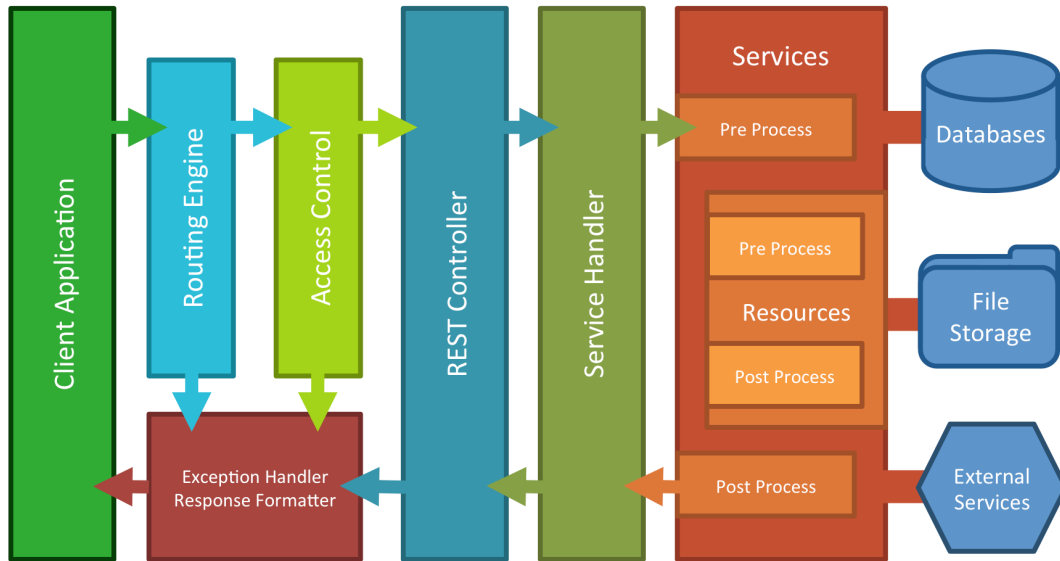 Client Application
Routing Engine
Access Control
Exception Handler
Response Formatter
REST Controller
Service Handler
Services
Pre Process
Pre Process
Resources
Post Process
Post Process
Databases
File
Storage
External
Services